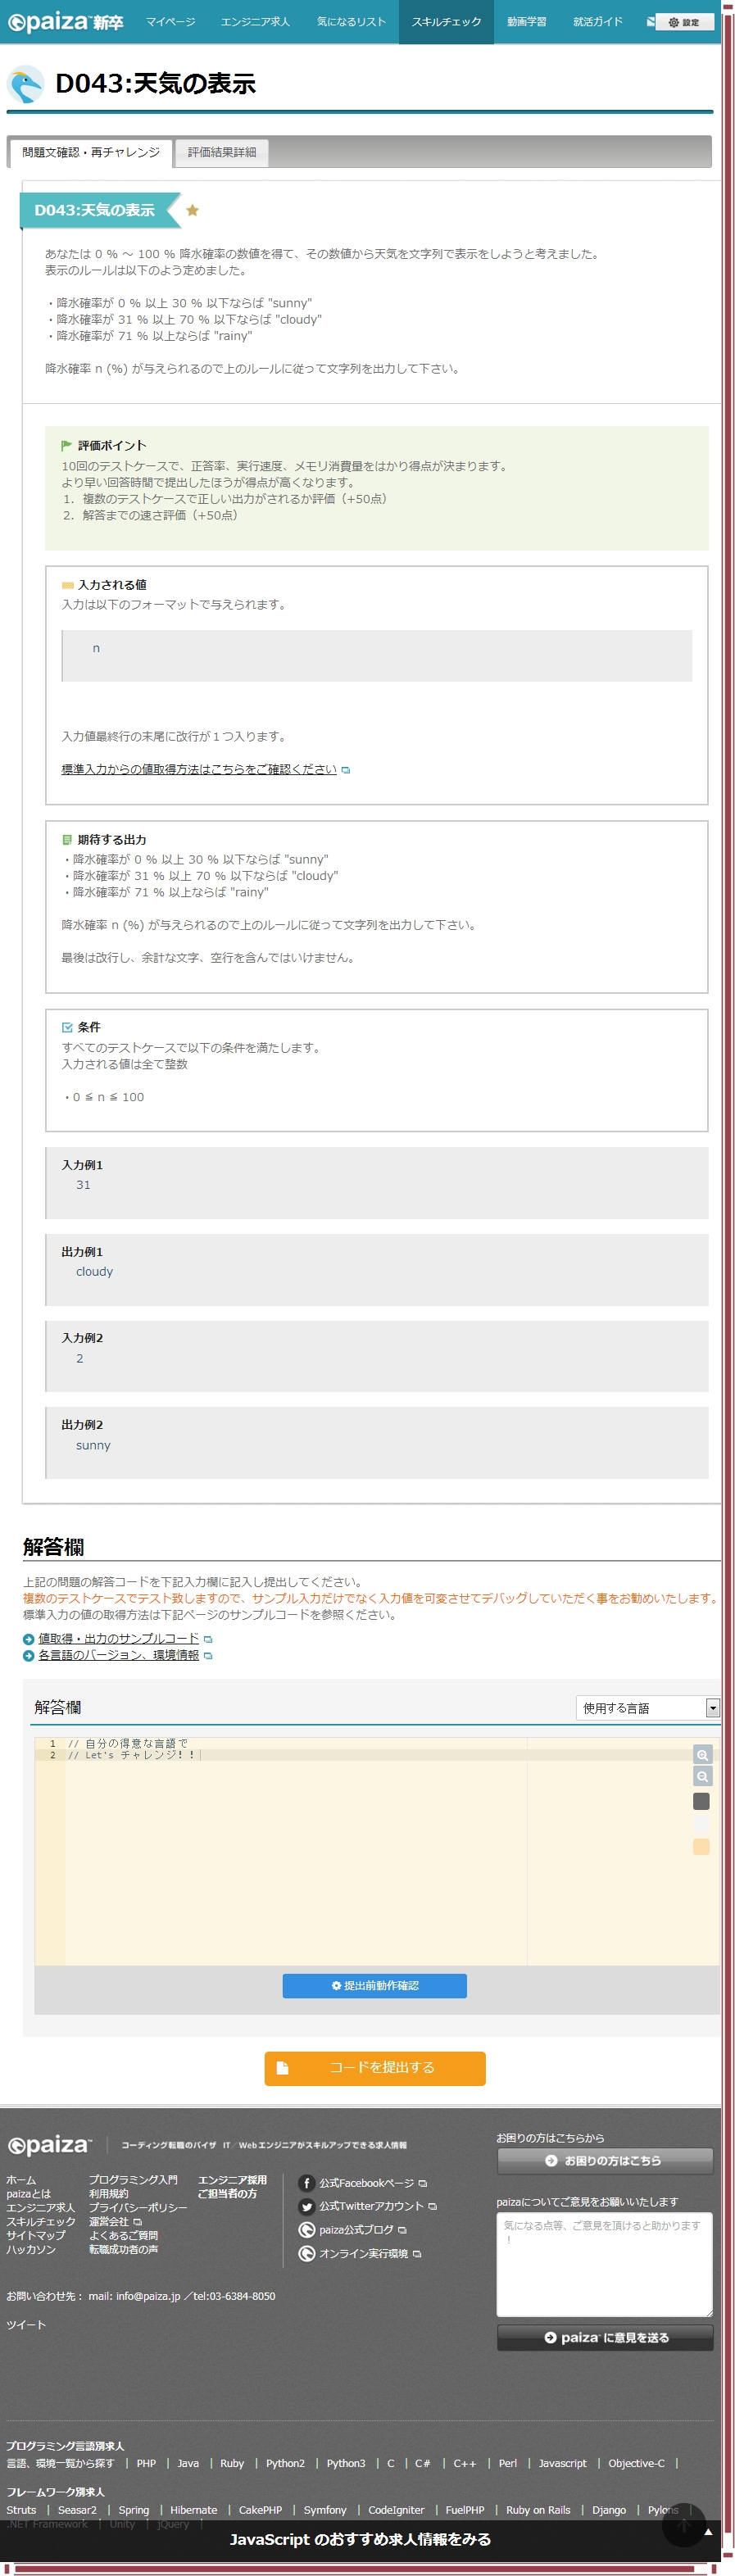 paiza 新卒 マイページ エンジニア求人 気になるリスト スキルチェック 動画学習 就活ガイド 設定
D043:天気の表示
問題文確認・再チャレンジ 評価結果詳細
D043:天気の表示
あなたは 0 % ～ 100 % 降水確率の数値を得て、その数値から天気を文字列で表示をしようと考えました。
表示のルールは以下のよう定めました。
・降水確率が 0 % 以上 30 % 以下ならば "sunny"
・降水確率が 31 % 以上 70 % 以下ならば "cloudy"
・降水確率が 71 % 以上ならば "rainy"
降水確率 n (%) が与えられるので上のルールに従って文字列を出力して下さい。
評価ポイント
10回のテストケースで、正答率、実行速度、メモリ消費量をはかり得点が決まります。
より早い回答時間で提出したほうが得点が高くなります。
1. 複数のテストケースで正しい出力がされるか評価（+50点）
2. 解答までの速さ評価（+50点）
入力される値
入力は以下のフォーマットで与えられます。
n
入力値最終行の末尾に改行が１つ入ります。
標準入力からの値取得方法はこちらをご確認ください
期待する出力
・降水確率が 0 % 以上 30 % 以下ならば "sunny"
・降水確率が 31 % 以上 70 % 以下ならば "cloudy"
・降水確率が 71 % 以上ならば "rainy"
降水確率 n (%) が与えられるので上のルールに従って文字列を出力して下さい。
最後は改行し、余計な文字、空行を含んではいけません。
条件
すべてのテストケースで以下の条件を満たします。
入力される値は全て整数
・0 ≦ n ≦ 100
入力例1
31
出力例1
cloudy
入力例2
2
出力例2
sunny
解答欄
上記の問題の解答コードを下記入力欄に記入し提出してください。
複数のテストケースでテスト致しますので、サンプル入力だけでなく入力値を可変させてデバッグしていただく事をお勧めいたします。
標準入力の値の取得方法は下記ページのサンプルコードを参照ください。
値取得・出力のサンプルコード
各言語のバージョン、環境情報
解答欄 使用する言語
1 // 自分の得意な言語で
2 // Let's チャレンジ！！
提出前動作確認
コードを提出する
paiza コーディング転職のパイザ IT／Webエンジニアがスキルアップできる求人情報
お困りの方はこちらから
お困りの方はこちら
ホーム プログラミング入門 エンジニア採用 公式Facebookページ
paizaとは 利用規約 ご担当者の方
エンジニア求人 プライバシーポリシー 公式Twitterアカウント
スキルチェック 運営会社
サイトマップ よくあるご質問 paiza公式ブログ
ハッカソン 転職成功者の声 オンライン実行環境
paizaについてご意見をお願いいたします
気になる点等、ご意見を頂けると助かります
！
お問い合わせ先： mail: info@paiza.jp ／tel:03-6384-8050
ツイート
paiza に意見を送る
プログラミング言語別求人
言語、環境一覧から探す | PHP | Java | Ruby | Python2 | Python3 | C | C# | C++ | Perl | Javascript | Objective-C |
フレームワーク別求人
Struts | Seasar2 | Spring | Hibernate | CakePHP | Symfony | CodeIgniter | FuelPHP | Ruby on Rails | Django | Pylons |
.NET Framework | Unity | jQuery |
JavaScript のおすすめ求人情報をみる ▲